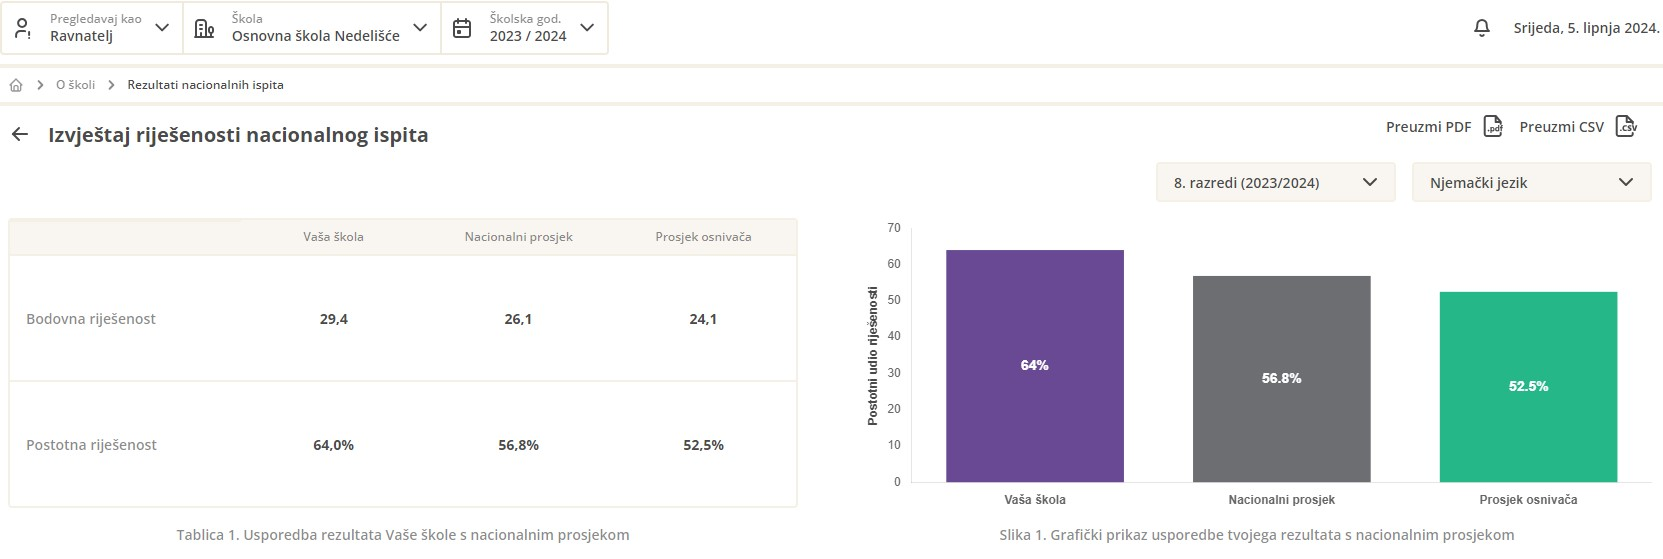 Pregledavaj kao
Ravnatelj
Škola
Osnovna škola Nedelišće
Školska god.
2023 / 2024
Srijeda, 5. lipnja 2024.
O školi
Rezultati nacionalnih ispita
Izvještaj riješenosti nacionalnog ispita
Preuzmi PDF
.pdf
Preuzmi CSV
.csv
8. razredi (2023/2024)
Njemački jezik
Vaša škola Nacionalni prosjek Prosjek osnivača
Bodovna riješenost 29,4 26,1 24,1
Postotna riješenost 64,0% 56,8% 52,5%
Tablica 1. Usporedba rezultata Vaše škole s nacionalnim prosjekom
Postotni udio riješenosti
70
60
50
40
30
20
10
0
64%
56.8%
52.5%
Vaša škola Nacionalni prosjek Prosjek osnivača
Slika 1. Grafički prikaz usporedbe tvojega rezultata s nacionalnim prosjekom